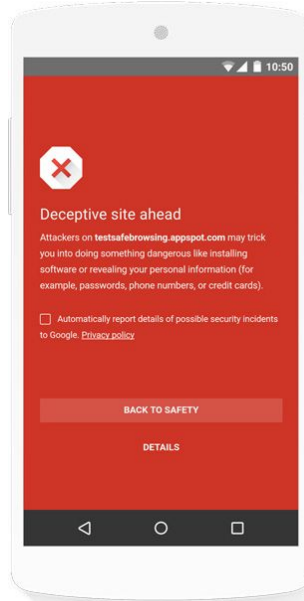 10:50
Deceptive site ahead
Attackers on testsafebrowsing.appspot.com may trick
you into doing something dangerous like installing
software or revealing your personal information (for
example, passwords, phone numbers, or credit cards).
Automatically report details of possible security incidents
to Google. Privacy policy
BACK TO SAFETY
DETAILS